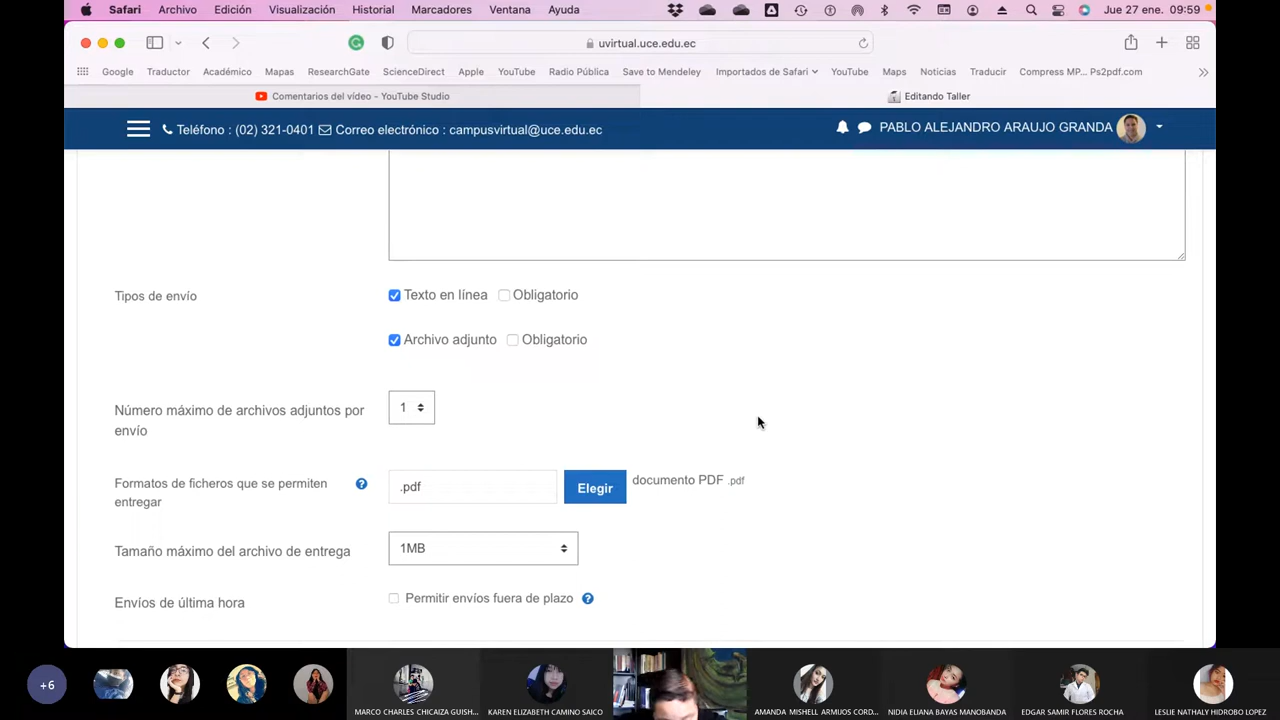 Safari Archivo Edición Visualización Historial Marcadores Ventana Ayuda Jue 27 ene. 09:59
uvirtual.uce.edu.ec
Google Traductor Académico Mapas ResearchGate ScienceDirect Apple YouTube Radio Pública Save to Mendeley Importados de Safari YouTube Maps Noticias Traducir Compress MP... Ps2pdf.com
Comentarios del vídeo - YouTube Studio Editando Taller
Teléfono : (02) 321-0401 Correo electrónico : campusvirtual@uce.edu.ec PABLO ALEJANDRO ARAUJO GRANDA
Tipos de envío Texto en línea Obligatorio
Archivo adjunto Obligatorio
Número máximo de archivos adjuntos por 1
envío
Formatos de ficheros que se permiten ? .pdf Elegir documento PDF .pdf
entregar
Tamaño máximo del archivo de entrega 1MB
Envíos de última hora Permitir envíos fuera de plazo ?
+6 MARCO CHARLES CHICAIZA GUISH... KAREN ELIZABETH CAMINO SAICO AMANDA MISHELL ARMIJOS CORD... NIDIA ELIANA BAYAS MANOBANDA EDGAR SAMIR FLORES ROCHA LESLIE NATHALY HIDROBO LOPEZ